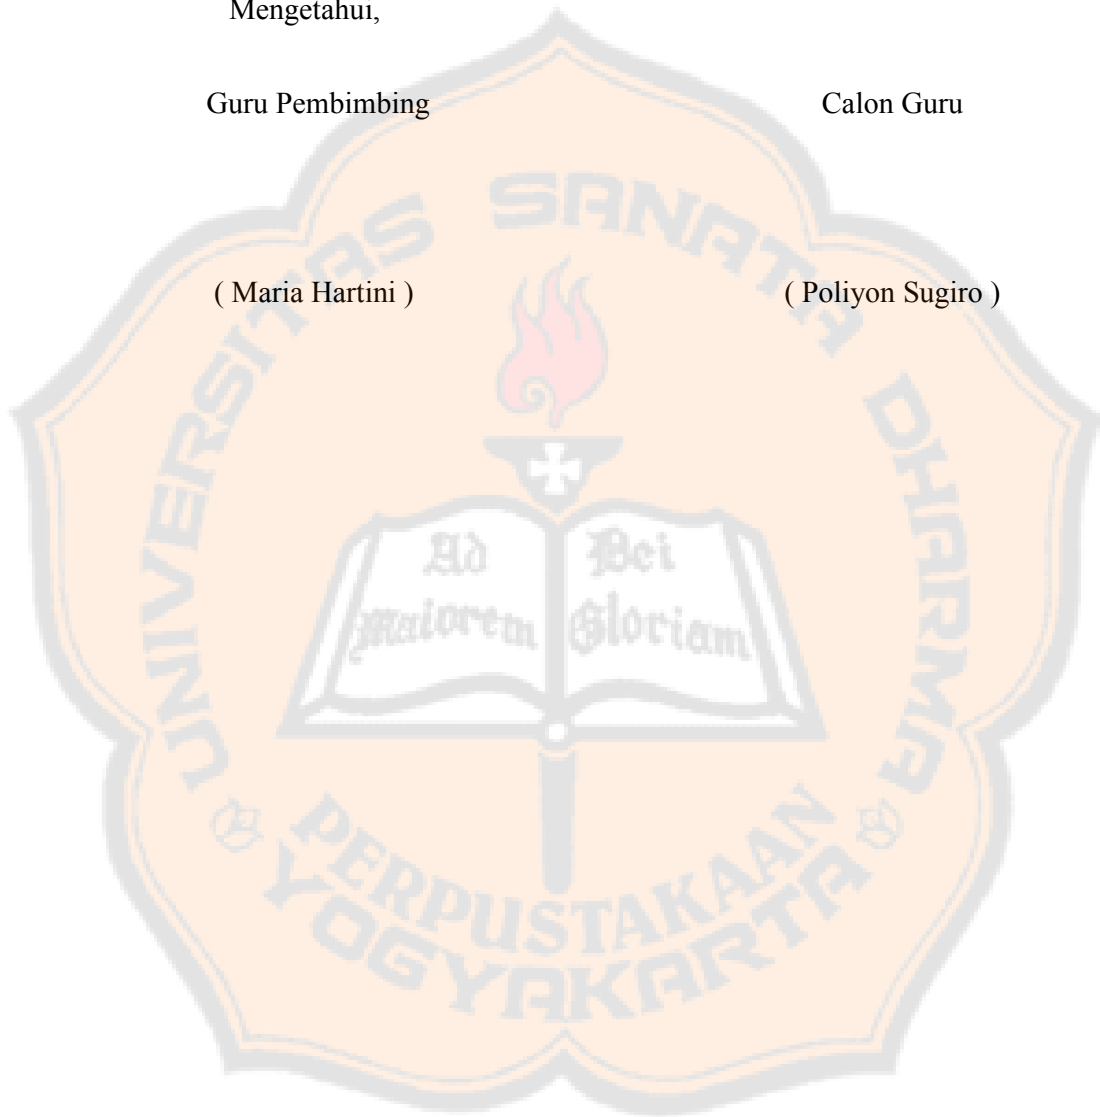 Mengetahui,
Guru Pembimbing Calon Guru
( Maria Hartini ) ( Poliyon Sugiro )
UNIVERSITAS SANATA DHARMA
Ad Dei
Maiorem Gloriam
PERPUSTAKAAN
YOGYAKARTA